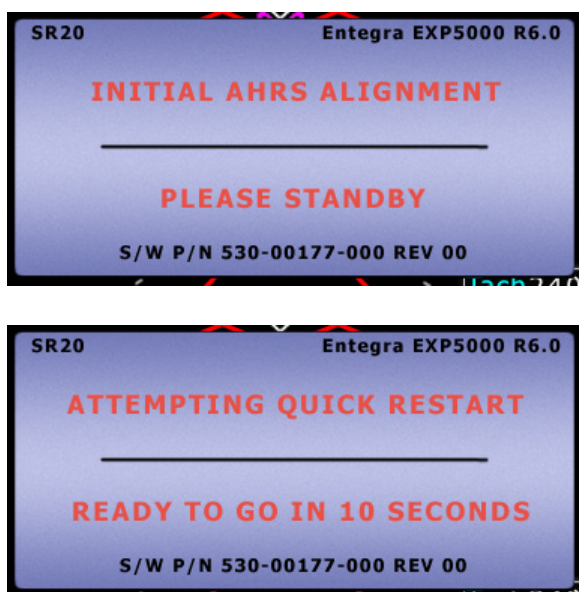 SR20 Entegra EXP5000 R6.0
INITIAL AHRS ALIGNMENT
PLEASE STANDBY
S/W P/N 530-00177-000 REV 00
SR20 Entegra EXP5000 R6.0
ATTEMPTING QUICK RESTART
READY TO GO IN 10 SECONDS
S/W P/N 530-00177-000 REV 00